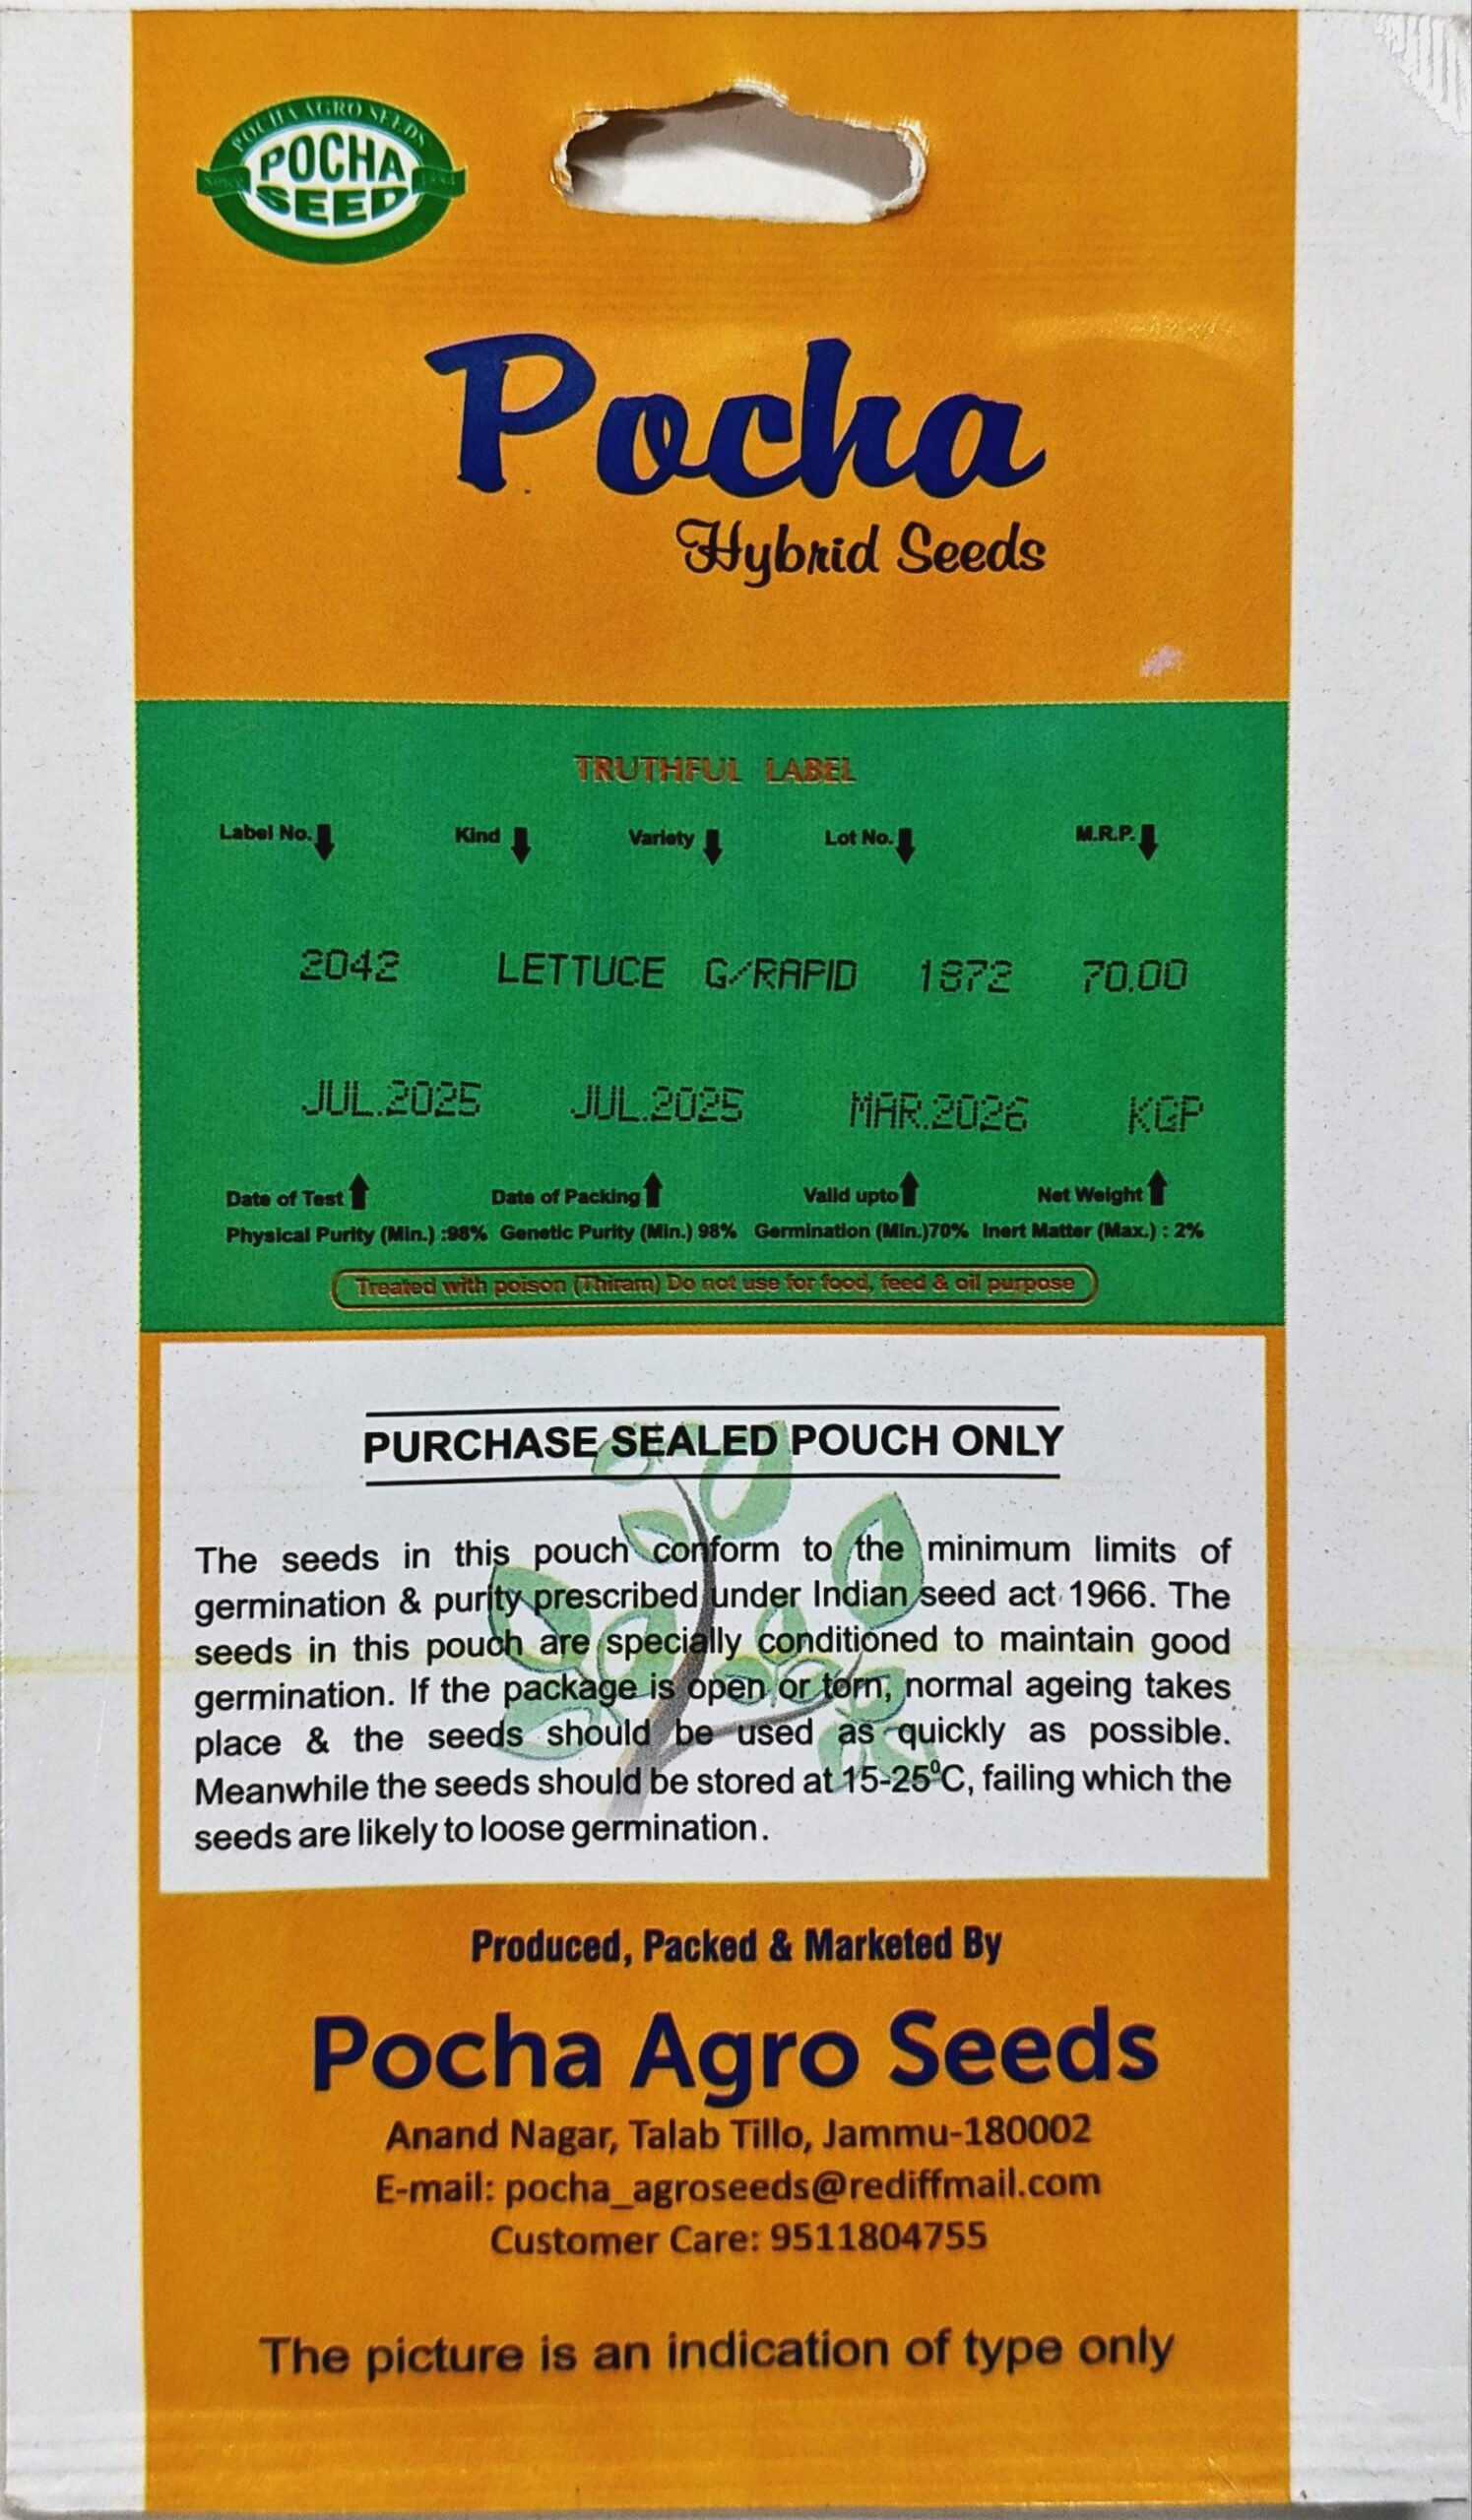 POCHA AGRO SEEDS
POCHA
SEED
Since
Pocha
Hybrid Seeds
TRUTHFUL LABEL
Label No. Kind Variety Lot No. M.R.P.
2042 LETTUCE G/RAPID 1872 70.00
JUL.2025 JUL.2025 MAR.2026 KGP
Date of Test Date of Packing Valid upto Net Weight
Physical Purity (Min.) :98% Genetic Purity (Min.) 98% Germination (Min.)70% Inert Matter (Max.) : 2%
Treated with poison (Thiram) Do not use for food, feed & oil purpose
PURCHASE SEALED POUCH ONLY
The seeds in this pouch conform to the minimum limits of
germination & purity prescribed under Indian seed act 1966. The
seeds in this pouch are specially conditioned to maintain good
germination. If the package is open or torn, normal ageing takes
place & the seeds should be used as quickly as possible.
Meanwhile the seeds should be stored at 15-25⁰C, failing which the
seeds are likely to loose germination.
Produced, Packed & Marketed By
Pocha Agro Seeds
Anand Nagar, Talab Tillo, Jammu-180002
E-mail: pocha_agroseeds@rediffmail.com
Customer Care: 9511804755
The picture is an indication of type only